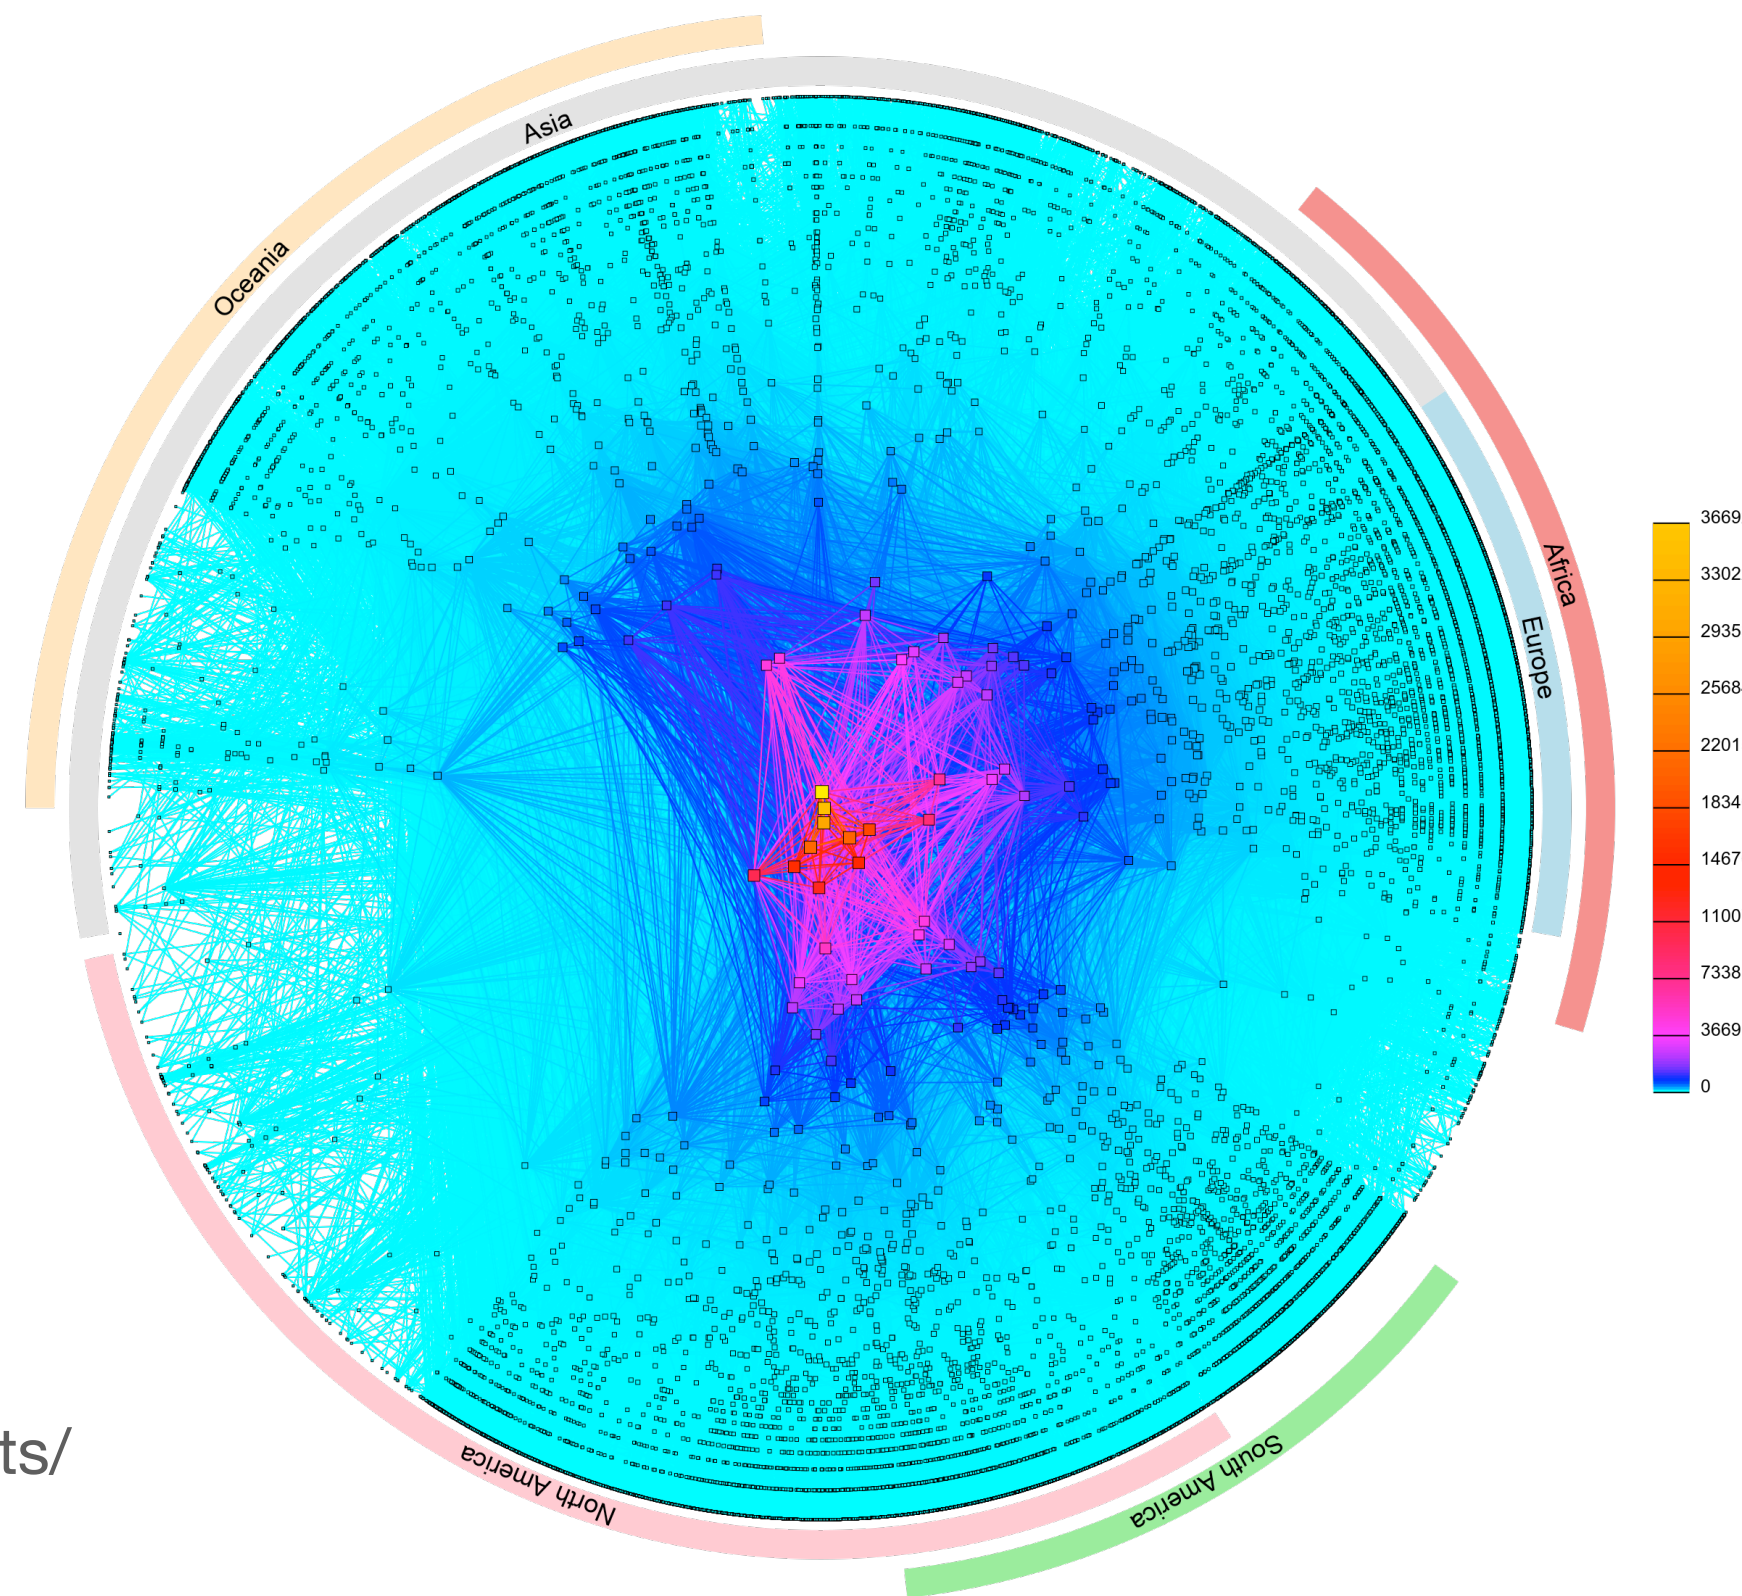 Asia
Oceania
Africa
Europe
3669
3302
2935
2568
2201
1834
1467
1100
7338
3669
0
ts/
North America
South America